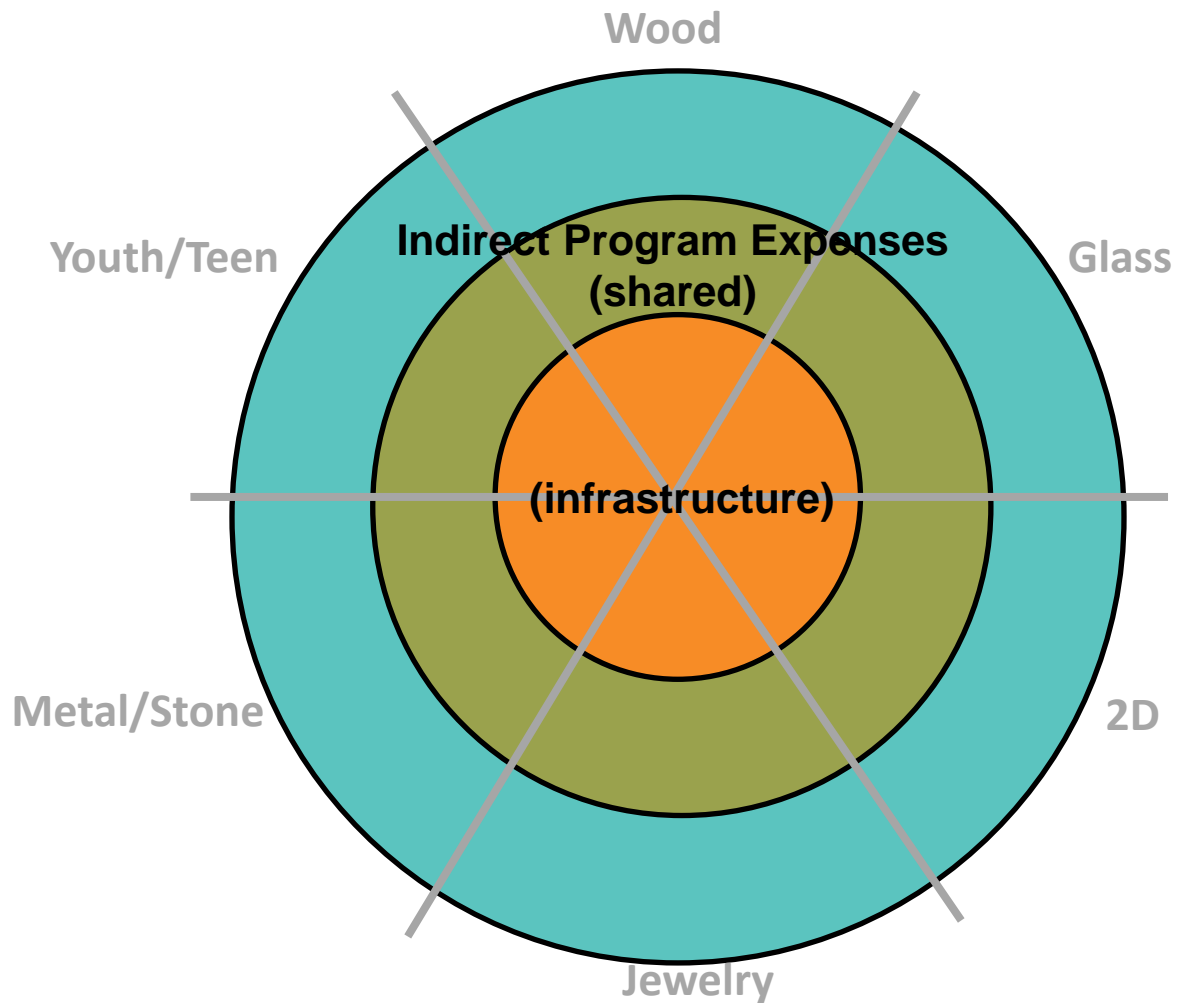 Wood
Youth/Teen
Indirect Program Expenses
(shared)
Glass
(infrastructure)
Metal/Stone
2D
Jewelry